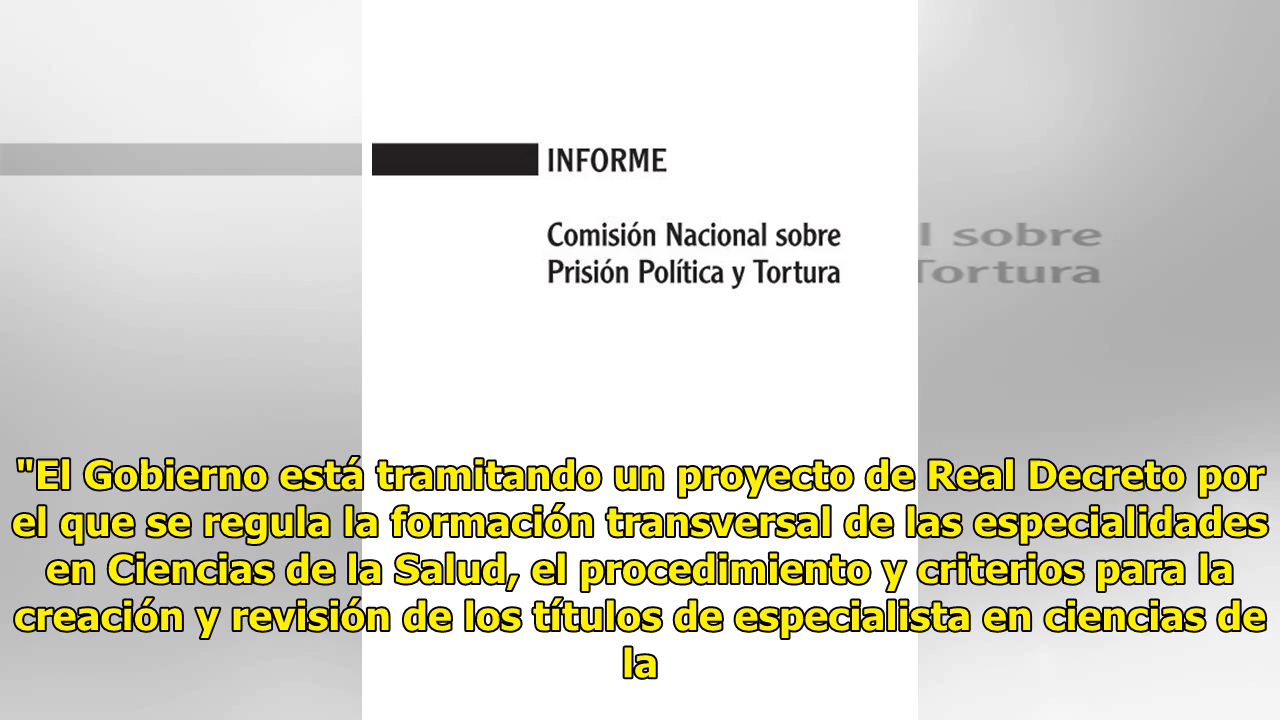 INFORME
Comisión Nacional sobre
Prisión Política y Tortura
l sobre
Tortura
"El Gobierno está tramitando un proyecto de Real Decreto por
el que se regula la formación transversal de las especialidades
en Ciencias de la Salud, el procedimiento y criterios para la
creación y revisión de los títulos de especialista en ciencias de
la